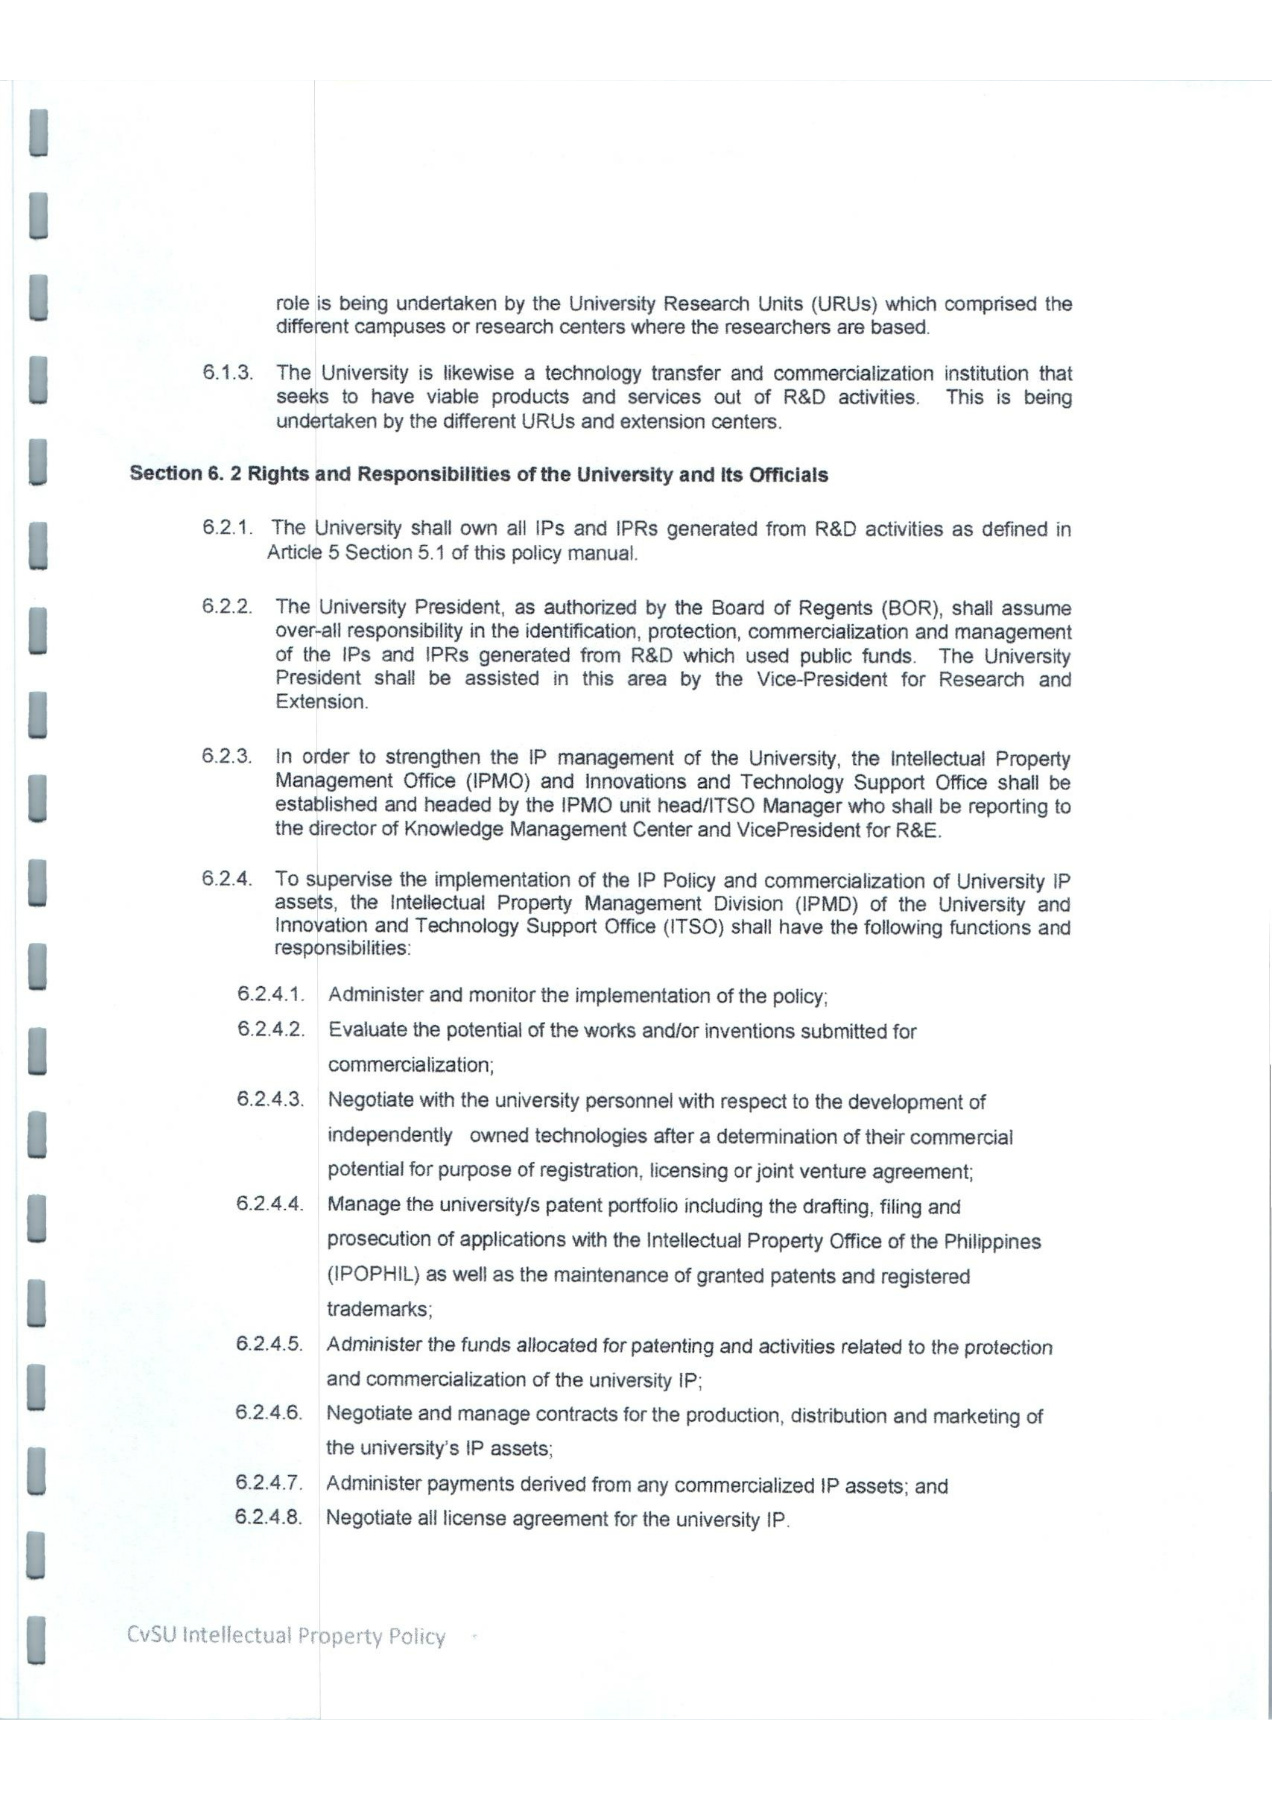 role is being undertaken by the University Research Units (URUs) which comprised the
different campuses or research centers where the researchers are based.
6.1.3. The University is likewise a technology transfer and commercialization institution that
seeks to have viable products and services out of R&D activities. This is being
undertaken by the different URUs and extension centers.
Section 6. 2 Rights and Responsibilities of the University and Its Officials
6.2.1. The University shall own all IPs and IPRs generated from R&D activities as defined in
Article 5 Section 5.1 of this policy manual.
6.2.2. The University President, as authorized by the Board of Regents (BOR), shall assume
over-all responsibility in the identification, protection, commercialization and management
of the IPs and IPRs generated from R&D which used public funds. The University
President shall be assisted in this area by the Vice-President for Research and
Extension.
6.2.3. In order to strengthen the IP management of the University, the Intellectual Property
Management Office (IPMO) and Innovations and Technology Support Office shall be
established and headed by the IPMO unit head/ITSO Manager who shall be reporting to
the director of Knowledge Management Center and VicePresident for R&E.
6.2.4. To supervise the implementation of the IP Policy and commercialization of University IP
assets, the Intellectual Property Management Division (IPMD) of the University and
Innovation and Technology Support Office (ITSO) shall have the following functions and
responsibilities:
6.2.4.1. Administer and monitor the implementation of the policy;
6.2.4.2. Evaluate the potential of the works and/or inventions submitted for
commercialization;
6.2.4.3. Negotiate with the university personnel with respect to the development of
independently owned technologies after a determination of their commercial
potential for purpose of registration, licensing or joint venture agreement;
6.2.4.4. Manage the university/s patent portfolio including the drafting, filing and
prosecution of applications with the Intellectual Property Office of the Philippines
(IPOPHIL) as well as the maintenance of granted patents and registered
trademarks;
6.2.4.5. Administer the funds allocated for patenting and activities related to the protection
and commercialization of the university IP;
6.2.4.6. Negotiate and manage contracts for the production, distribution and marketing of
the university's IP assets;
6.2.4.7. Administer payments derived from any commercialized IP assets; and
6.2.4.8. Negotiate all license agreement for the university IP.
CvSU Intellectual Property Policy